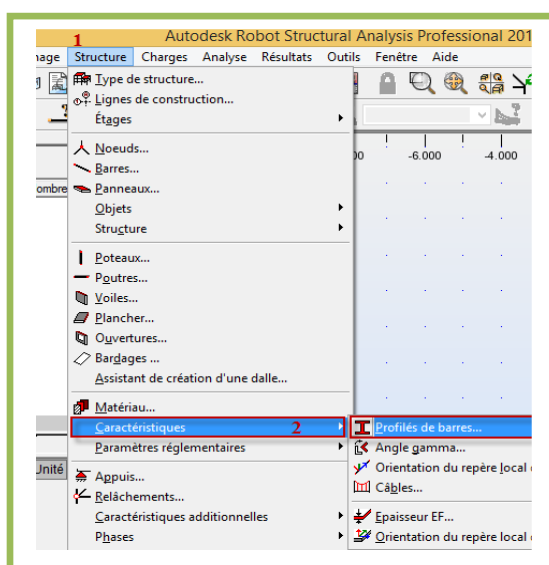 Autodesk Robot Structural Analysis Professional 201
1
nage Structure Charges Analyse Résultats Outils Fenêtre Aide
Type de structure...
Lignes de construction...
Étages
-6.000 -4.000
Noeuds...
Barres...
ombre Panneaux...
Objets
Structure
Poteaux...
Poutres...
Voiles...
Plancher...
Ouvertures...
Bardages ...
Assistant de création d'une dalle...
Matériau...
Caractéristiques 2 Profilés de barres...
Paramètres réglementaires Angle gamma...
Unité Appuis... Orientation du repère local
Relâchements... Câbles...
Caractéristiques additionnelles Epaisseur EF...
Phases Orientation du repère local